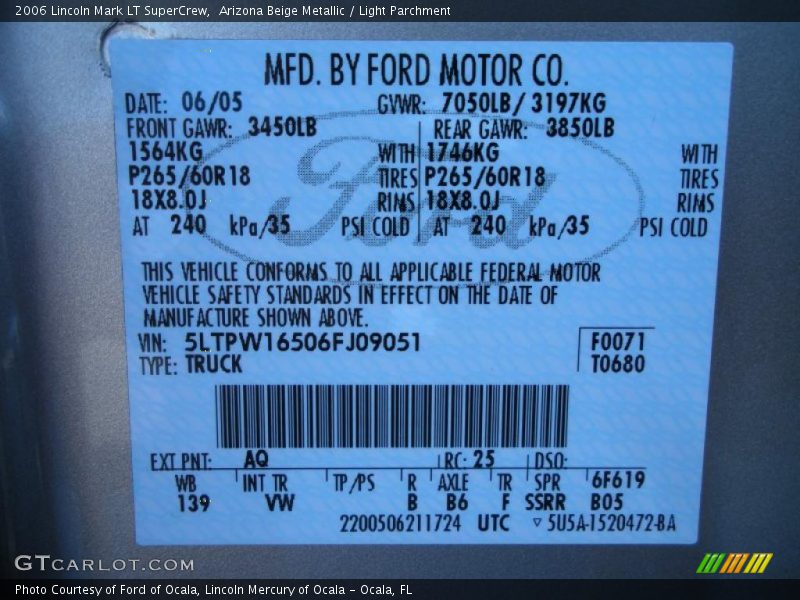 2006 Lincoln Mark LT SuperCrew, Arizona Beige Metallic / Light Parchment
MFD. BY FORD MOTOR CO.
DATE: 06/05 GVWR: 7050LB/ 3197KG
FRONT GAWR: 3450LB REAR GAWR: 3850LB
1564KG WITH 1746KG WITH
P265/60R18 TIRES P265/60R18 TIRES
18X8.0J RIMS 18X8.0J RIMS
AT 240 kPa/35 PSI COLD AT 240 kPa/35 PSI COLD
Ford
THIS VEHICLE CONFORMS TO ALL APPLICABLE FEDERAL MOTOR
VEHICLE SAFETY STANDARDS IN EFFECT ON THE DATE OF
MANUFACTURE SHOWN ABOVE.
VIN: 5LTPW16506FJ09051 F0071
TYPE: TRUCK T0680
EXT PNT: AQ RC: 25 DSO:
WB INT TR TP/PS R AXLE TR SPR 6F619
139 VW B B6 F SSRR B05
2200506211724 UTC ▽ 5U5A-1520472-BA
GTCARLOT.COM
Photo Courtesy of Ford of Ocala, Lincoln Mercury of Ocala – Ocala, FL